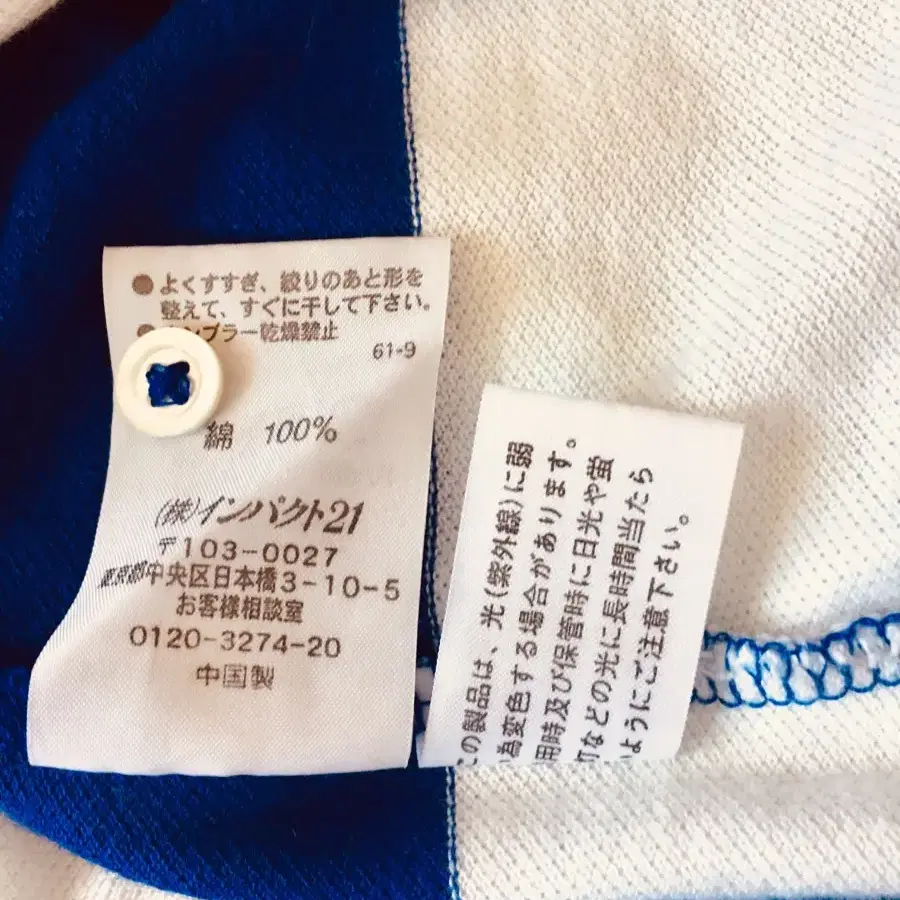 ●よくすすぎ、絞りのあと形を
整えて、すぐに干して下さい。
ンブラー乾燥禁止
61-9
綿 100%
(株)インパクト21
〒103-0027
東京都中央区日本橋3-10-5
お客様相談室
0120-3274-20
中国製
の製品は、光(紫外線)に弱
為変色する場合があります。
用時及び保管時に日光や蛍
灯などの光に長時間当たら
ようにご注意下さい。